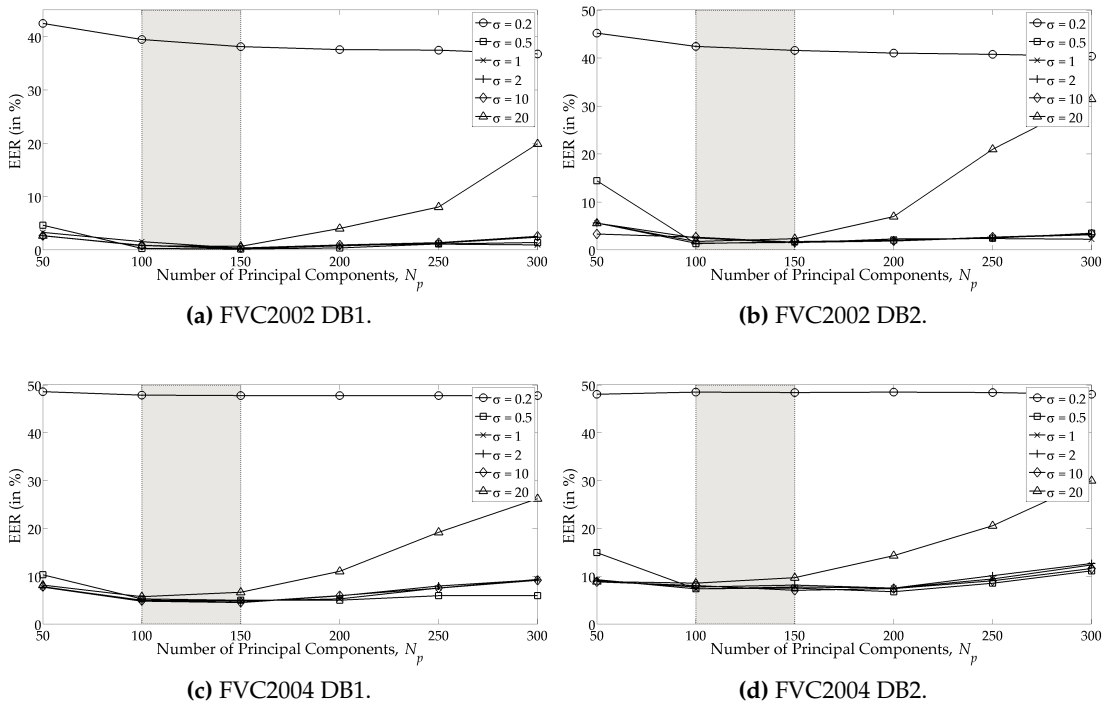 40
30
20
10
0
EER (in %)
50 100 150 200 250 300
Number of Principal Components, N_p
σ = 0.2
σ = 0.5
σ = 1
σ = 2
σ = 10
σ = 20
(a) FVC2002 DB1.
50
40
30
20
10
0
EER (in %)
50 100 150 200 250 300
Number of Principal Components, N_p
σ = 0.2
σ = 0.5
σ = 1
σ = 2
σ = 10
σ = 20
(b) FVC2002 DB2.
50
40
30
20
10
0
EER (in %)
50 100 150 200 250 300
Number of Principal Components, N_p
σ = 0.2
σ = 0.5
σ = 1
σ = 2
σ = 10
σ = 20
(c) FVC2004 DB1.
50
40
30
20
10
0
EER (in %)
50 100 150 200 250 300
Number of Principal Components, N_p
σ = 0.2
σ = 0.5
σ = 1
σ = 2
σ = 10
σ = 20
(d) FVC2004 DB2.